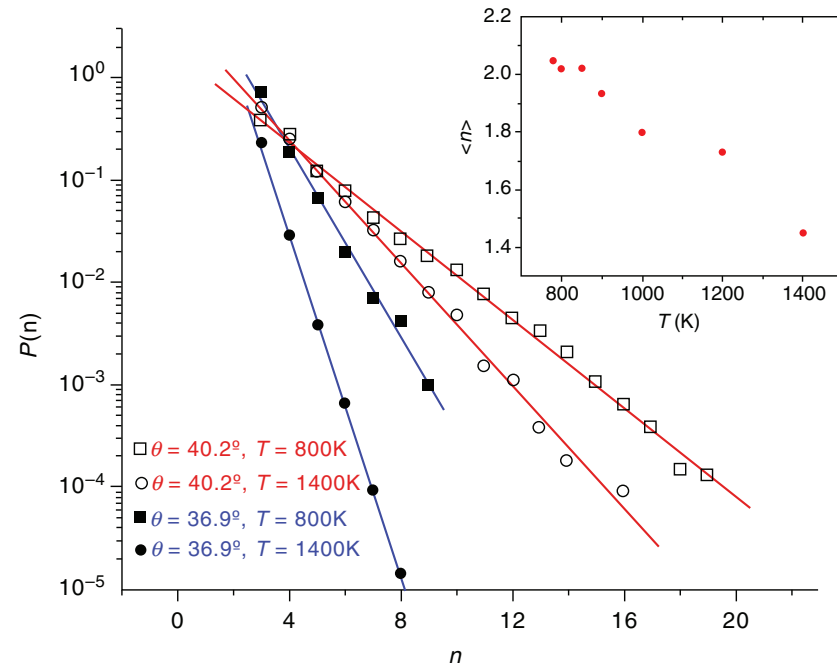 10⁰
10⁻¹
10⁻²
10⁻³
10⁻⁴
10⁻⁵
P(n)
0 4 8 12 16 20
n
θ = 40.2º, T = 800K
θ = 40.2º, T = 1400K
θ = 36.9º, T = 800K
θ = 36.9º, T = 1400K
2.2
2.0
1.8
1.6
1.4
<n>
800 1000 1200 1400
T (K)